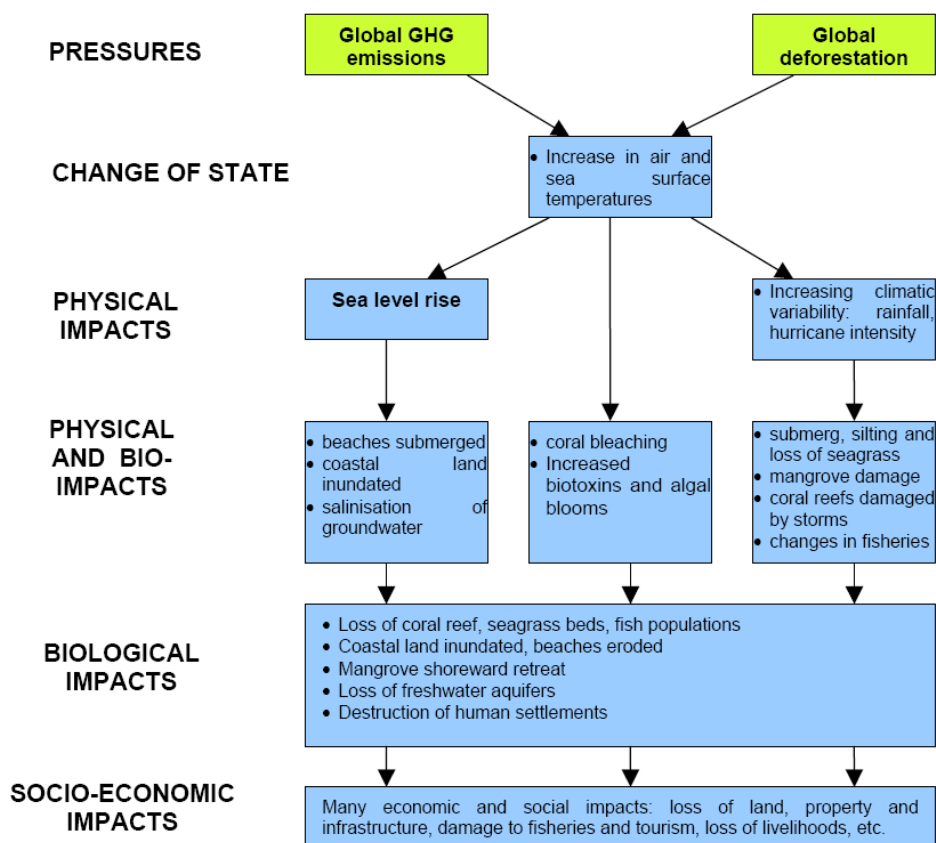 PRESSURES
Global GHG
emissions
Global
deforestation
CHANGE OF STATE
• Increase in air and
sea surface
temperatures
PHYSICAL
IMPACTS
Sea level rise
• Increasing climatic
variability: rainfall,
hurricane intensity
PHYSICAL
AND BIO-
IMPACTS
• beaches submerged
• coastal land
inundated
• salinisation of
groundwater
• coral bleaching
• Increased
biotoxins and algal
blooms
• submerg, silting and
loss of seagrass
• mangrove damage
• coral reefs damaged
by storms
• changes in fisheries
BIOLOGICAL
IMPACTS
• Loss of coral reef, seagrass beds, fish populations
• Coastal land inundated, beaches eroded
• Mangrove shoreward retreat
• Loss of freshwater aquifers
• Destruction of human settlements
SOCIO-ECONOMIC
IMPACTS
Many economic and social impacts: loss of land, property and
infrastructure, damage to fisheries and tourism, loss of livelihoods, etc.